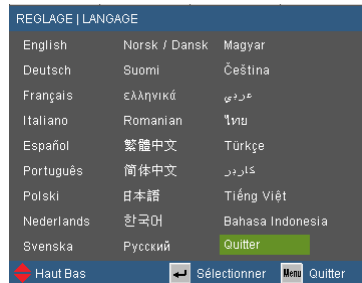 REGLAGE | LANGAGE
English Norsk / Dansk Magyar
Deutsch Suomi Čeština
Français ελληνικά عربي
Italiano Romanian ไทย
Español 繁體中文 Türkçe
Português 简体中文 كاردر
Polski 日本語 Tiếng Việt
Nederlands 한국어 Bahasa Indonesia
Svenska Русский Quitter
Haut Bas Sélectionner Menu Quitter